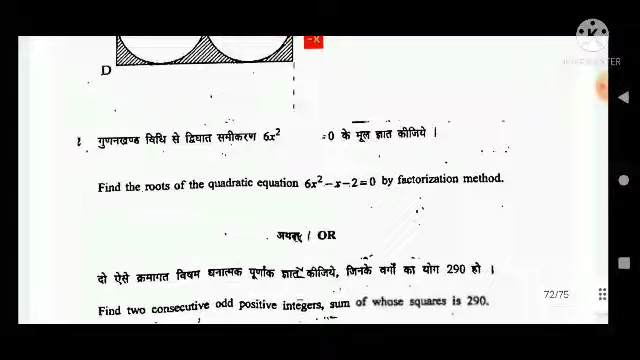 -x
D
गुणनखण्ड विधि से द्विघात समीकरण 6x² =0 के मूल ज्ञात कीजिये ।
Find the roots of the quadratic equation 6x² – x – 2 = 0 by factorization method.
अथवा / OR
दो ऐसे क्रमागत विषम धनात्मक पूर्णांक ज्ञात कीजिये, जिनके वर्गों का योग 290 हो ।
72/75
Find two consecutive odd positive integers, sum of whose squares is 290.